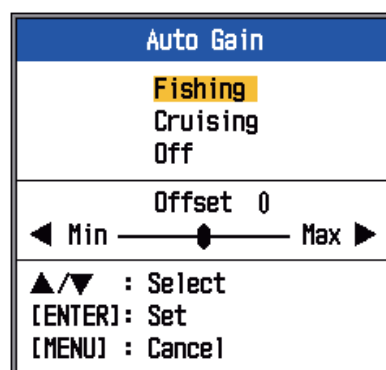 Auto Gain
Fishing
Cruising
Off
Offset 0
◀ Min Max ▶
▲/▼ : Select
[ENTER]: Set
[MENU] : Cancel